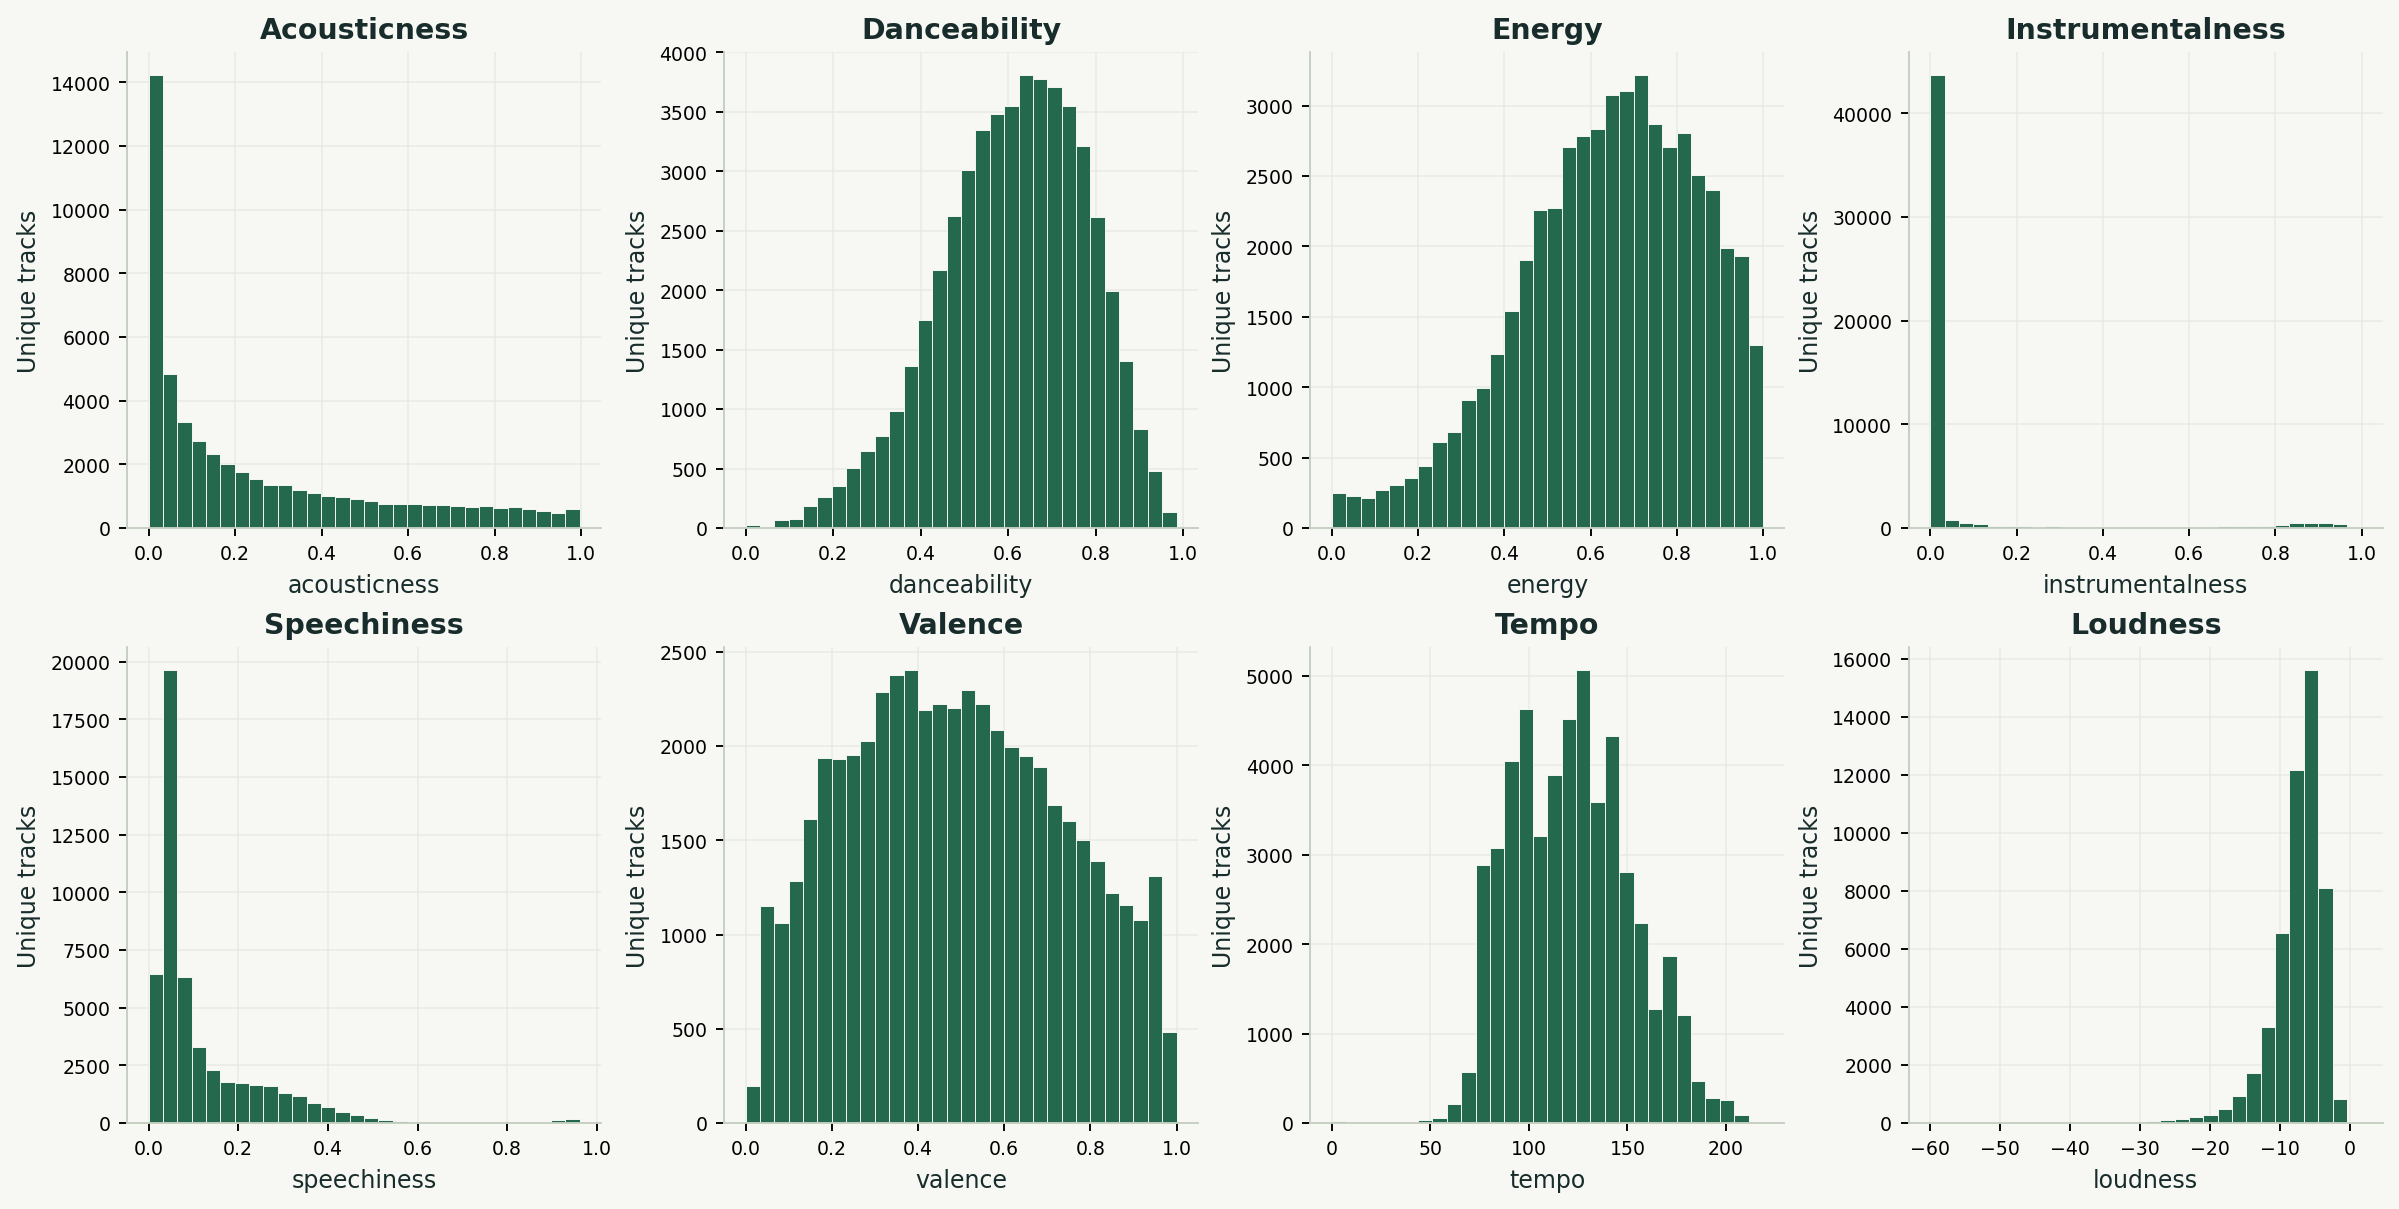 Acousticness
Unique tracks
14000
12000
10000
8000
6000
4000
2000
0
0.0 0.2 0.4 0.6 0.8 1.0
acousticness
Danceability
Unique tracks
4000
3500
3000
2500
2000
1500
1000
500
0
0.0 0.2 0.4 0.6 0.8 1.0
danceability
Energy
Unique tracks
3000
2500
2000
1500
1000
500
0
0.0 0.2 0.4 0.6 0.8 1.0
energy
Instrumentalness
Unique tracks
40000
30000
20000
10000
0
0.0 0.2 0.4 0.6 0.8 1.0
instrumentalness
Speechiness
Unique tracks
20000
17500
15000
12500
10000
7500
5000
2500
0
0.0 0.2 0.4 0.6 0.8 1.0
speechiness
Valence
Unique tracks
2500
2000
1500
1000
500
0
0.0 0.2 0.4 0.6 0.8 1.0
valence
Tempo
Unique tracks
5000
4000
3000
2000
1000
0
0 50 100 150 200
tempo
Loudness
Unique tracks
16000
14000
12000
10000
8000
6000
4000
2000
0
−60 −50 −40 −30 −20 −10 0
loudness